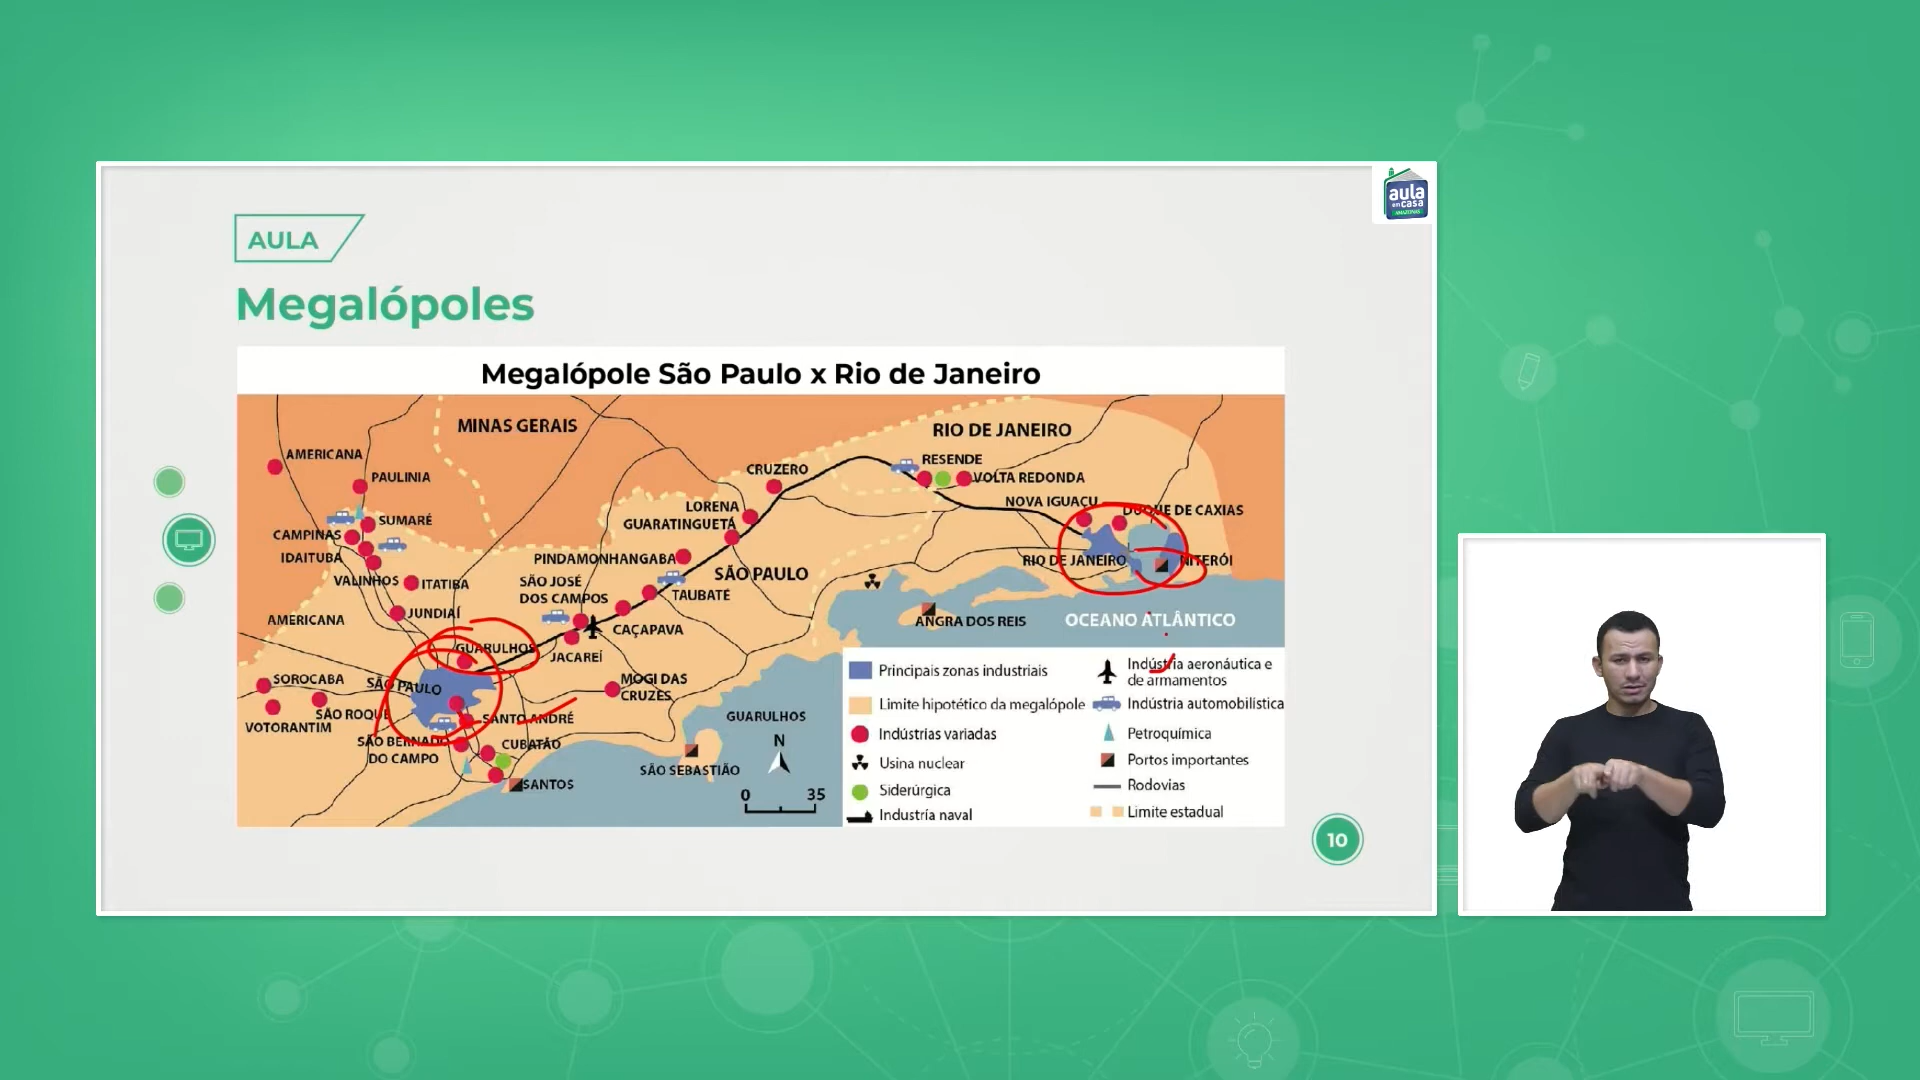 aula
em casa
AMAZONAS
AULA
Megalópoles
Megalópole São Paulo x Rio de Janeiro
MINAS GERAIS
RIO DE JANEIRO
AMERICANA
PAULINIA
SUMARÉ
CAMPINAS
IDAITUBA
VALINHOS
ITATIBA
JUNDIAÍ
AMERICANA
CRUZERO
RESENDE
VOLTA REDONDA
LORENA
GUARATINGUETÁ
NOVA IGUAÇU
DUQUE DE CAXIAS
PINDAMONHANGABA
SÃO PAULO
RIO DE JANEIRO
NITERÓI
SÃO JOSÉ
DOS CAMPOS
TAUBATÉ
CAÇAPAVA
ANGRA DOS REIS
OCEANO ATLÂNTICO
GUARULHOS
JACAREÍ
SOROCABA
SÃO PAULO
MOGI DAS
CRUZES
SÃO ROQUE
VOTORANTIM
SANTO ANDRÉ
GUARULHOS
SÃO BERNADO
DO CAMPO
CUBATÃO
SANTOS
SÃO SEBASTIÃO
N
0 35
Principais zonas industriais
Limite hipotético da megalópole
Indústrias variadas
Usina nuclear
Siderúrgica
Industría naval
Indústria aeronáutica e
de armamentos
Indústria automobilística
Petroquímica
Portos importantes
Rodovias
Limite estadual
10